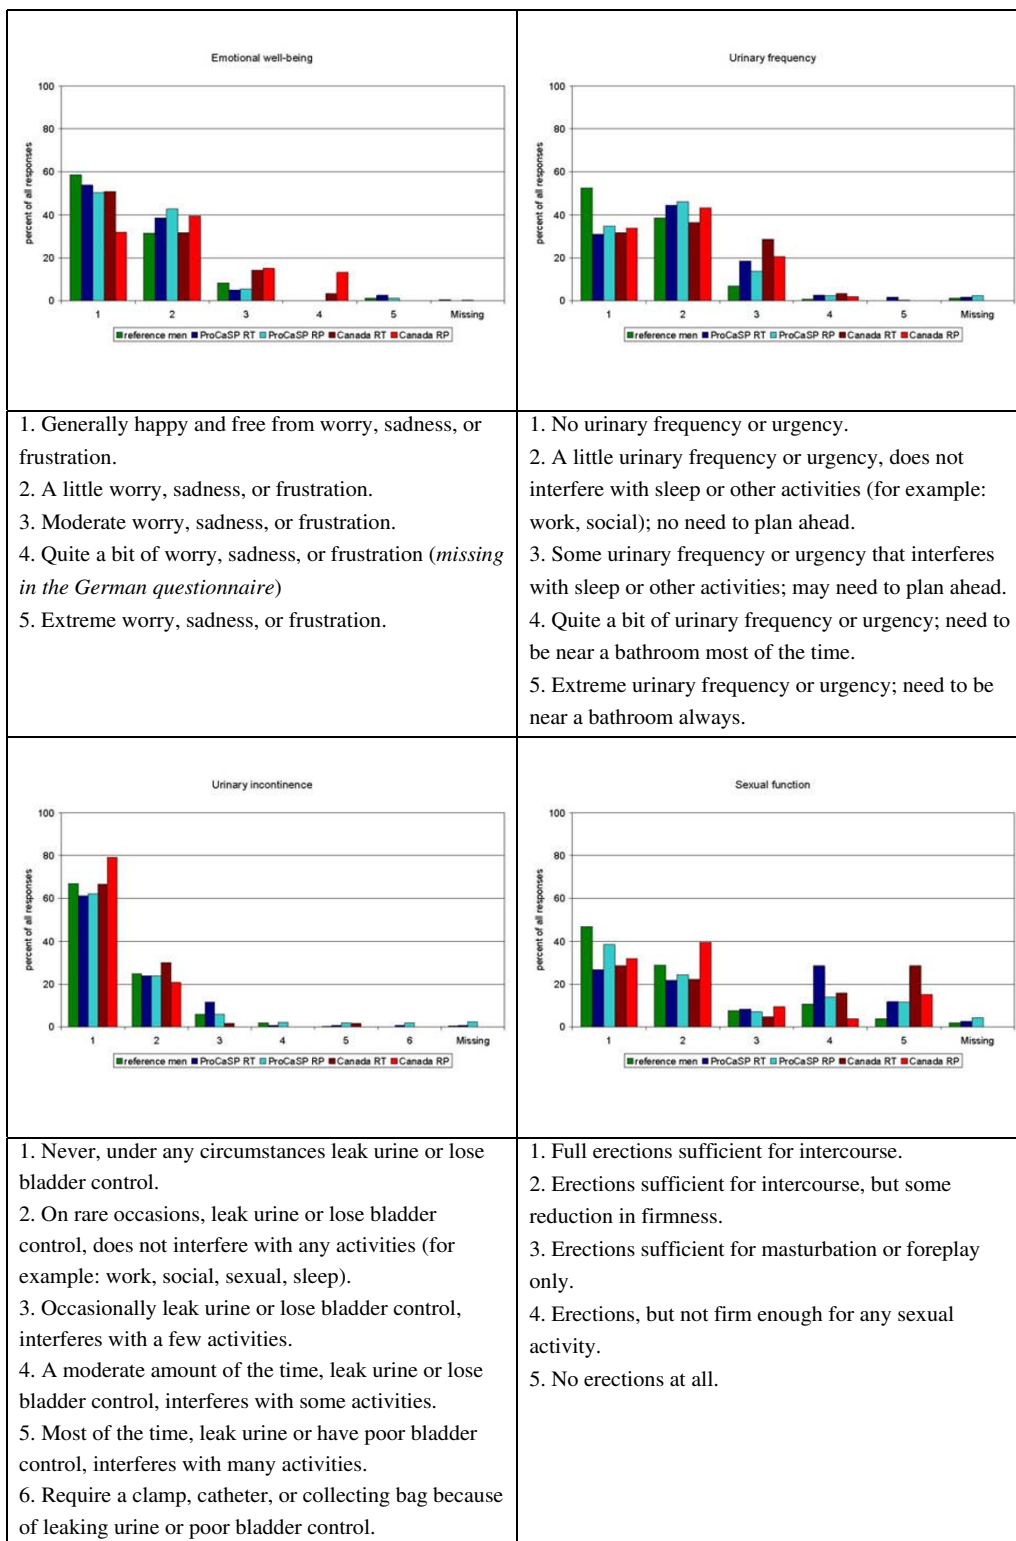 Emotional well-being
percent of all responses
100
80
60
40
20
0
1 2 3 4 5 Missing
reference men ProCaSP RT ProCaSP RP Canada RT Canada RP
Urinary frequency
percent of all responses
100
80
60
40
20
0
1 2 3 4 5 Missing
reference men ProCaSP RT ProCaSP RP Canada RT Canada RP
1. Generally happy and free from worry, sadness, or
frustration.
2. A little worry, sadness, or frustration.
3. Moderate worry, sadness, or frustration.
4. Quite a bit of worry, sadness, or frustration (missing
in the German questionnaire)
5. Extreme worry, sadness, or frustration.
1. No urinary frequency or urgency.
2. A little urinary frequency or urgency, does not
interfere with sleep or other activities (for example:
work, social); no need to plan ahead.
3. Some urinary frequency or urgency that interferes
with sleep or other activities; may need to plan ahead.
4. Quite a bit of urinary frequency or urgency; need to
be near a bathroom most of the time.
5. Extreme urinary frequency or urgency; need to be
near a bathroom always.
Urinary incontinence
percent of all responses
100
80
60
40
20
0
1 2 3 4 5 6 Missing
reference men ProCaSP RT ProCaSP RP Canada RT Canada RP
Sexual function
percent of all responses
100
80
60
40
20
0
1 2 3 4 5 Missing
reference men ProCaSP RT ProCaSP RP Canada RT Canada RP
1. Never, under any circumstances leak urine or lose
bladder control.
2. On rare occasions, leak urine or lose bladder
control, does not interfere with any activities (for
example: work, social, sexual, sleep).
3. Occasionally leak urine or lose bladder control,
interferes with a few activities.
4. A moderate amount of the time, leak urine or lose
bladder control, interferes with some activities.
5. Most of the time, leak urine or have poor bladder
control, interferes with many activities.
6. Require a clamp, catheter, or collecting bag because
of leaking urine or poor bladder control.
1. Full erections sufficient for intercourse.
2. Erections sufficient for intercourse, but some
reduction in firmness.
3. Erections sufficient for masturbation or foreplay
only.
4. Erections, but not firm enough for any sexual
activity.
5. No erections at all.